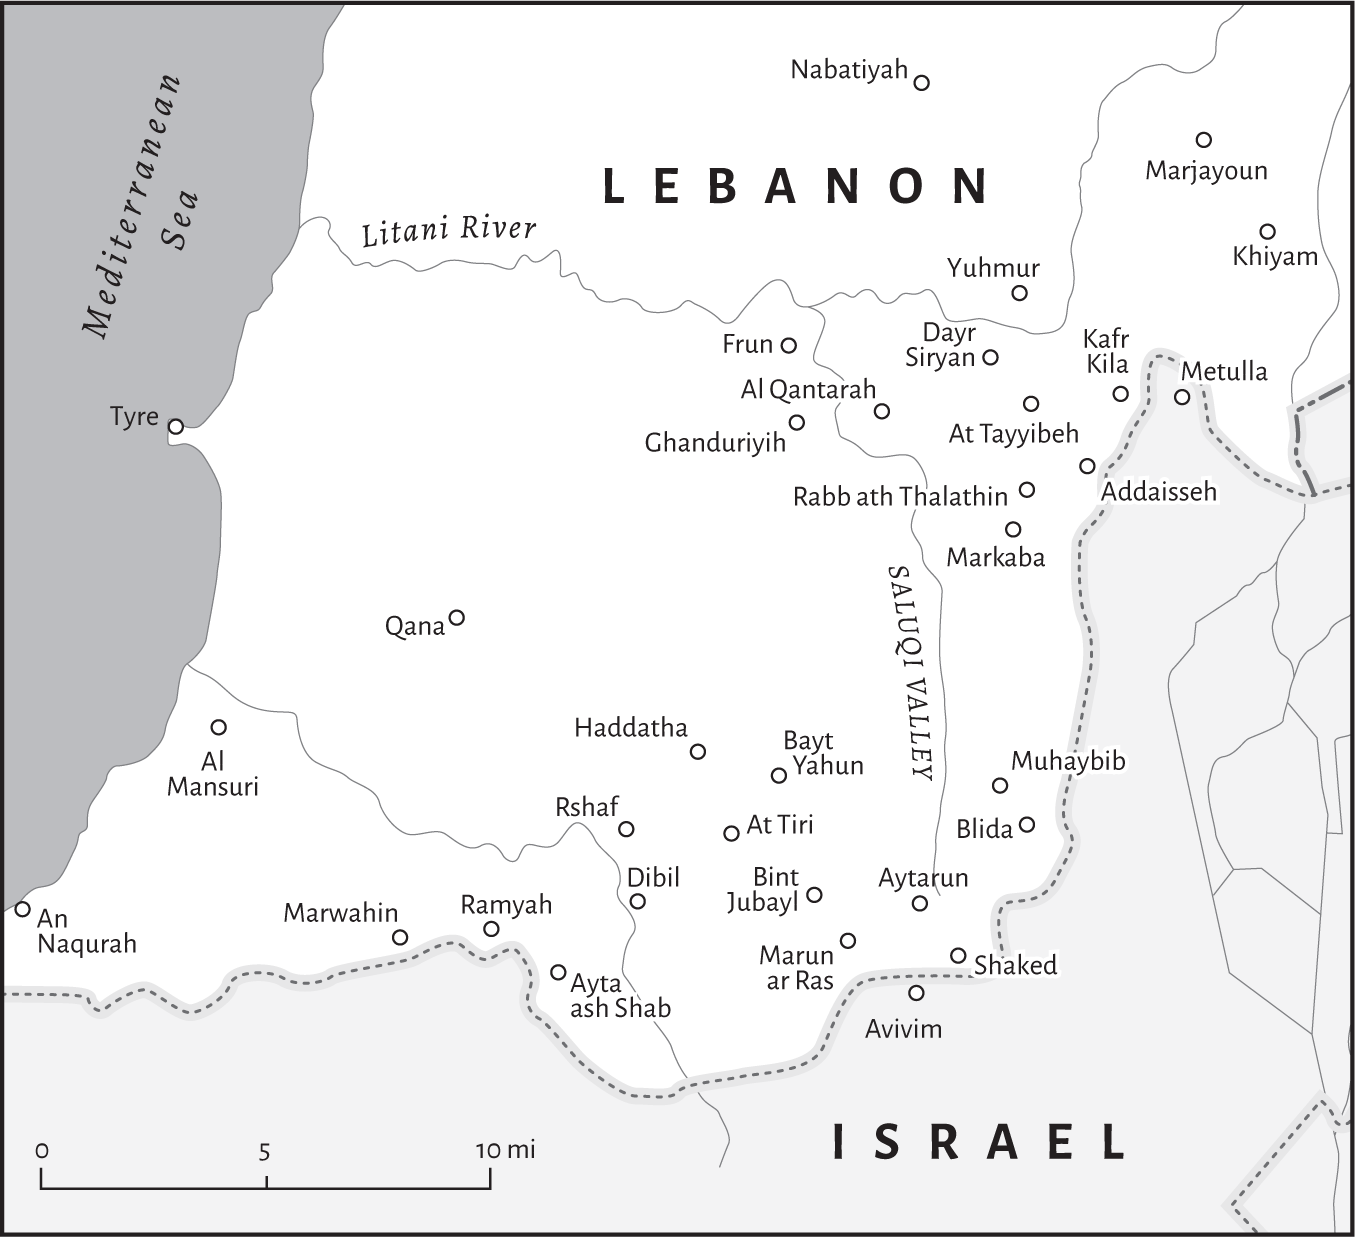 Nabatiyah
Mediterranean
Sea
LEBANON
Marjayoun
Litani River
Khiyam
Yuhmur
Frun
Dayr
Siryan
Kafr
Kila
Metulla
Al Qantarah
Tyre
Ghanduriyih
At Tayyibeh
Addaisseh
Rabb ath Thalathin
Markaba
SALUQI VALLEY
Qana
Haddatha
Bayt
Yahun
Al
Mansuri
Muhaybib
Rshaf
At Tiri
Blida
Dibil
Bint
Jubayl
Aytarun
An
Naqurah
Marwahin
Ramyah
Marun
ar Ras
Shaked
Ayta
ash Shab
Avivim
ISRAEL
0 5 10 mi